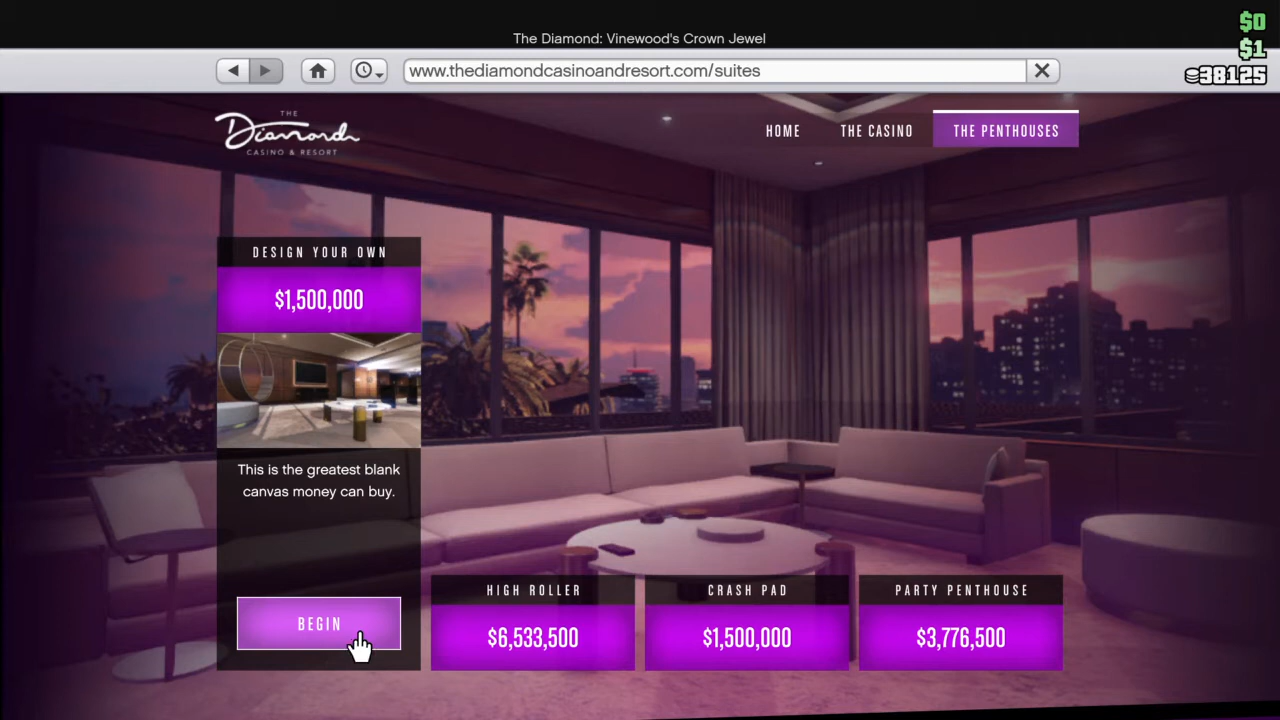 The Diamond: Vinewood's Crown Jewel
$0
$1
38125
www.thediamondcasinoandresort.com/suites
THE
Diamond
CASINO & RESORT
HOME
THE CASINO
THE PENTHOUSES
DESIGN YOUR OWN
$1,500,000
This is the greatest blank
canvas money can buy.
BEGIN
HIGH ROLLER
$6,533,500
CRASH PAD
$1,500,000
PARTY PENTHOUSE
$3,776,500